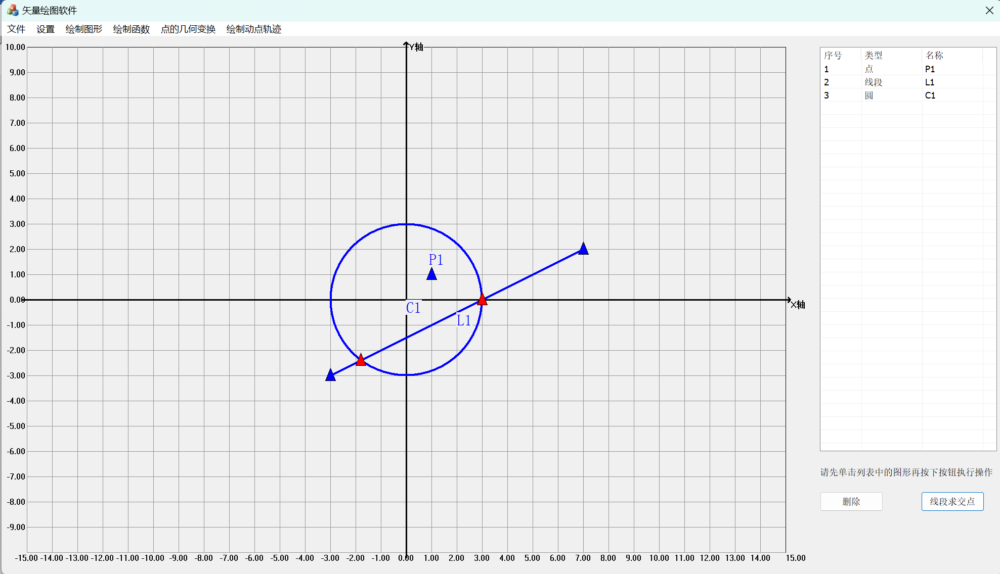 矢量绘图软件
文件 设置 绘制图形 绘制函数 点的几何变换 绘制动点轨迹
Y轴
10.00
9.00
8.00
7.00
6.00
5.00
4.00
3.00
2.00
1.00
0.00
-1.00
-2.00
-3.00
-4.00
-5.00
-6.00
-7.00
-8.00
-9.00
P1
C1
L1
X轴
-15.00 -14.00 -13.00 -12.00 -11.00 -10.00 -9.00 -8.00 -7.00 -6.00 -5.00 -4.00 -3.00 -2.00 -1.00 0.00 1.00 2.00 3.00 4.00 5.00 6.00 7.00 8.00 9.00 10.00 11.00 12.00 13.00 14.00 15.00
序号 类型 名称
1 点 P1
2 线段 L1
3 圆 C1
请先单击列表中的图形再按下按钮执行操作
删除 线段求交点